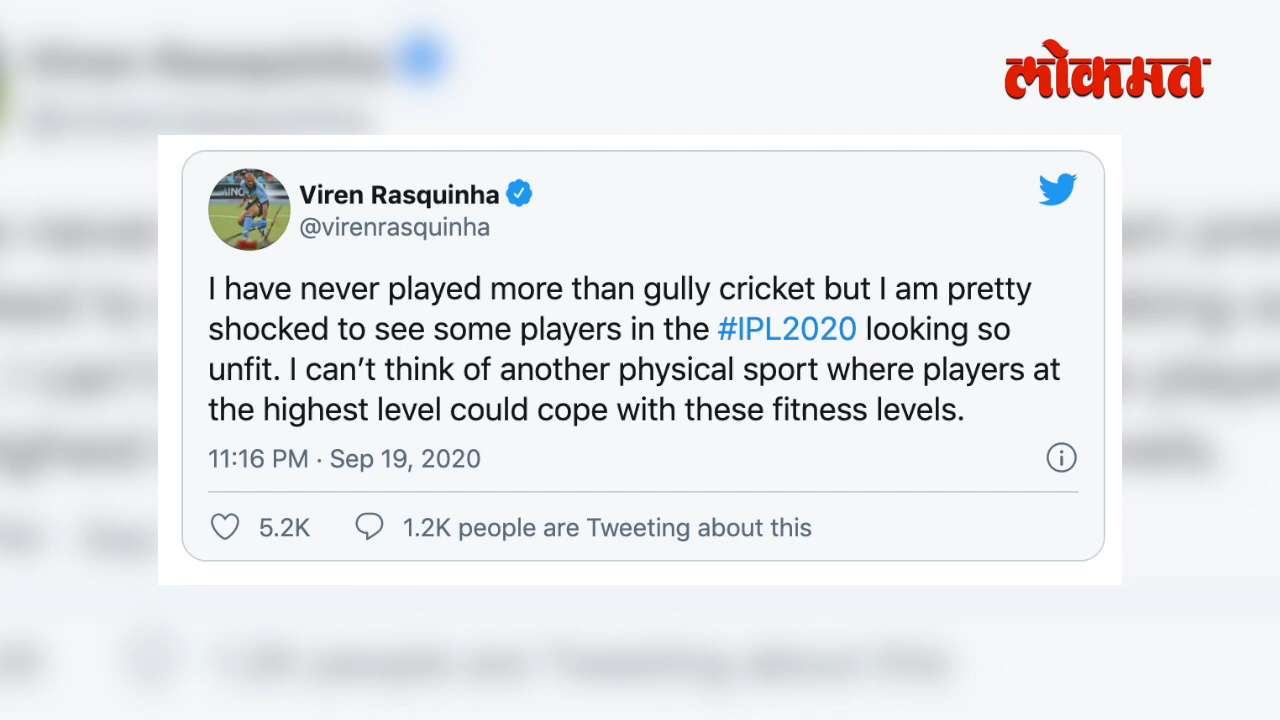 लोकमत
Viren Rasquinha
@virenrasquinha
I have never played more than gully cricket but I am pretty
shocked to see some players in the #IPL2020 looking so
unfit. I can’t think of another physical sport where players at
the highest level could cope with these fitness levels.
11:16 PM · Sep 19, 2020
5.2K 1.2K people are Tweeting about this